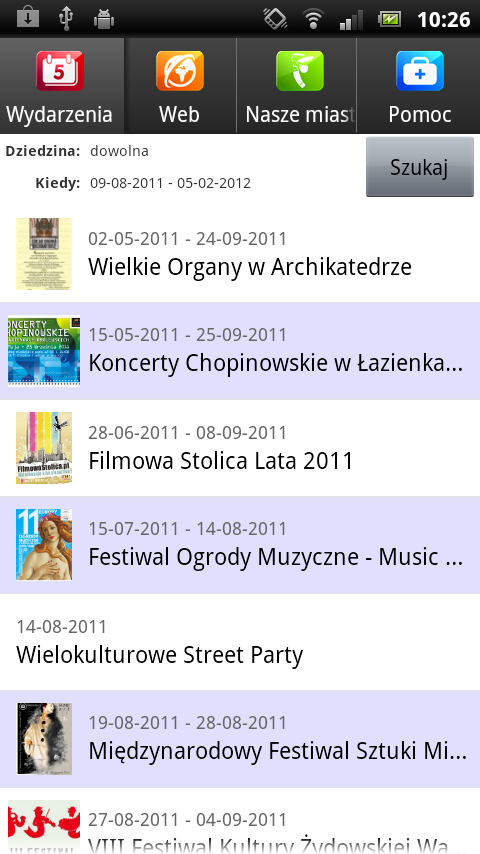 10:26
5
Wydarzenia
Web
Nasze miast
Pomoc
Dziedzina: dowolna
Szukaj
Kiedy: 09-08-2011 - 05-02-2012
02-05-2011 - 24-09-2011
Wielkie Organy w Archikatedrze
15-05-2011 - 25-09-2011
Koncerty Chopinowskie w Łazienka...
28-06-2011 - 08-09-2011
FilmowaStolica.pl
Filmowa Stolica Lata 2011
11
15-07-2011 - 14-08-2011
Festiwal Ogrody Muzyczne - Music ...
14-08-2011
Wielokulturowe Street Party
19-08-2011 - 28-08-2011
Międzynarodowy Festiwal Sztuki Mi...
27-08-2011 - 04-09-2011
VIII Festiwal Kultury Żydowskiej Wa...